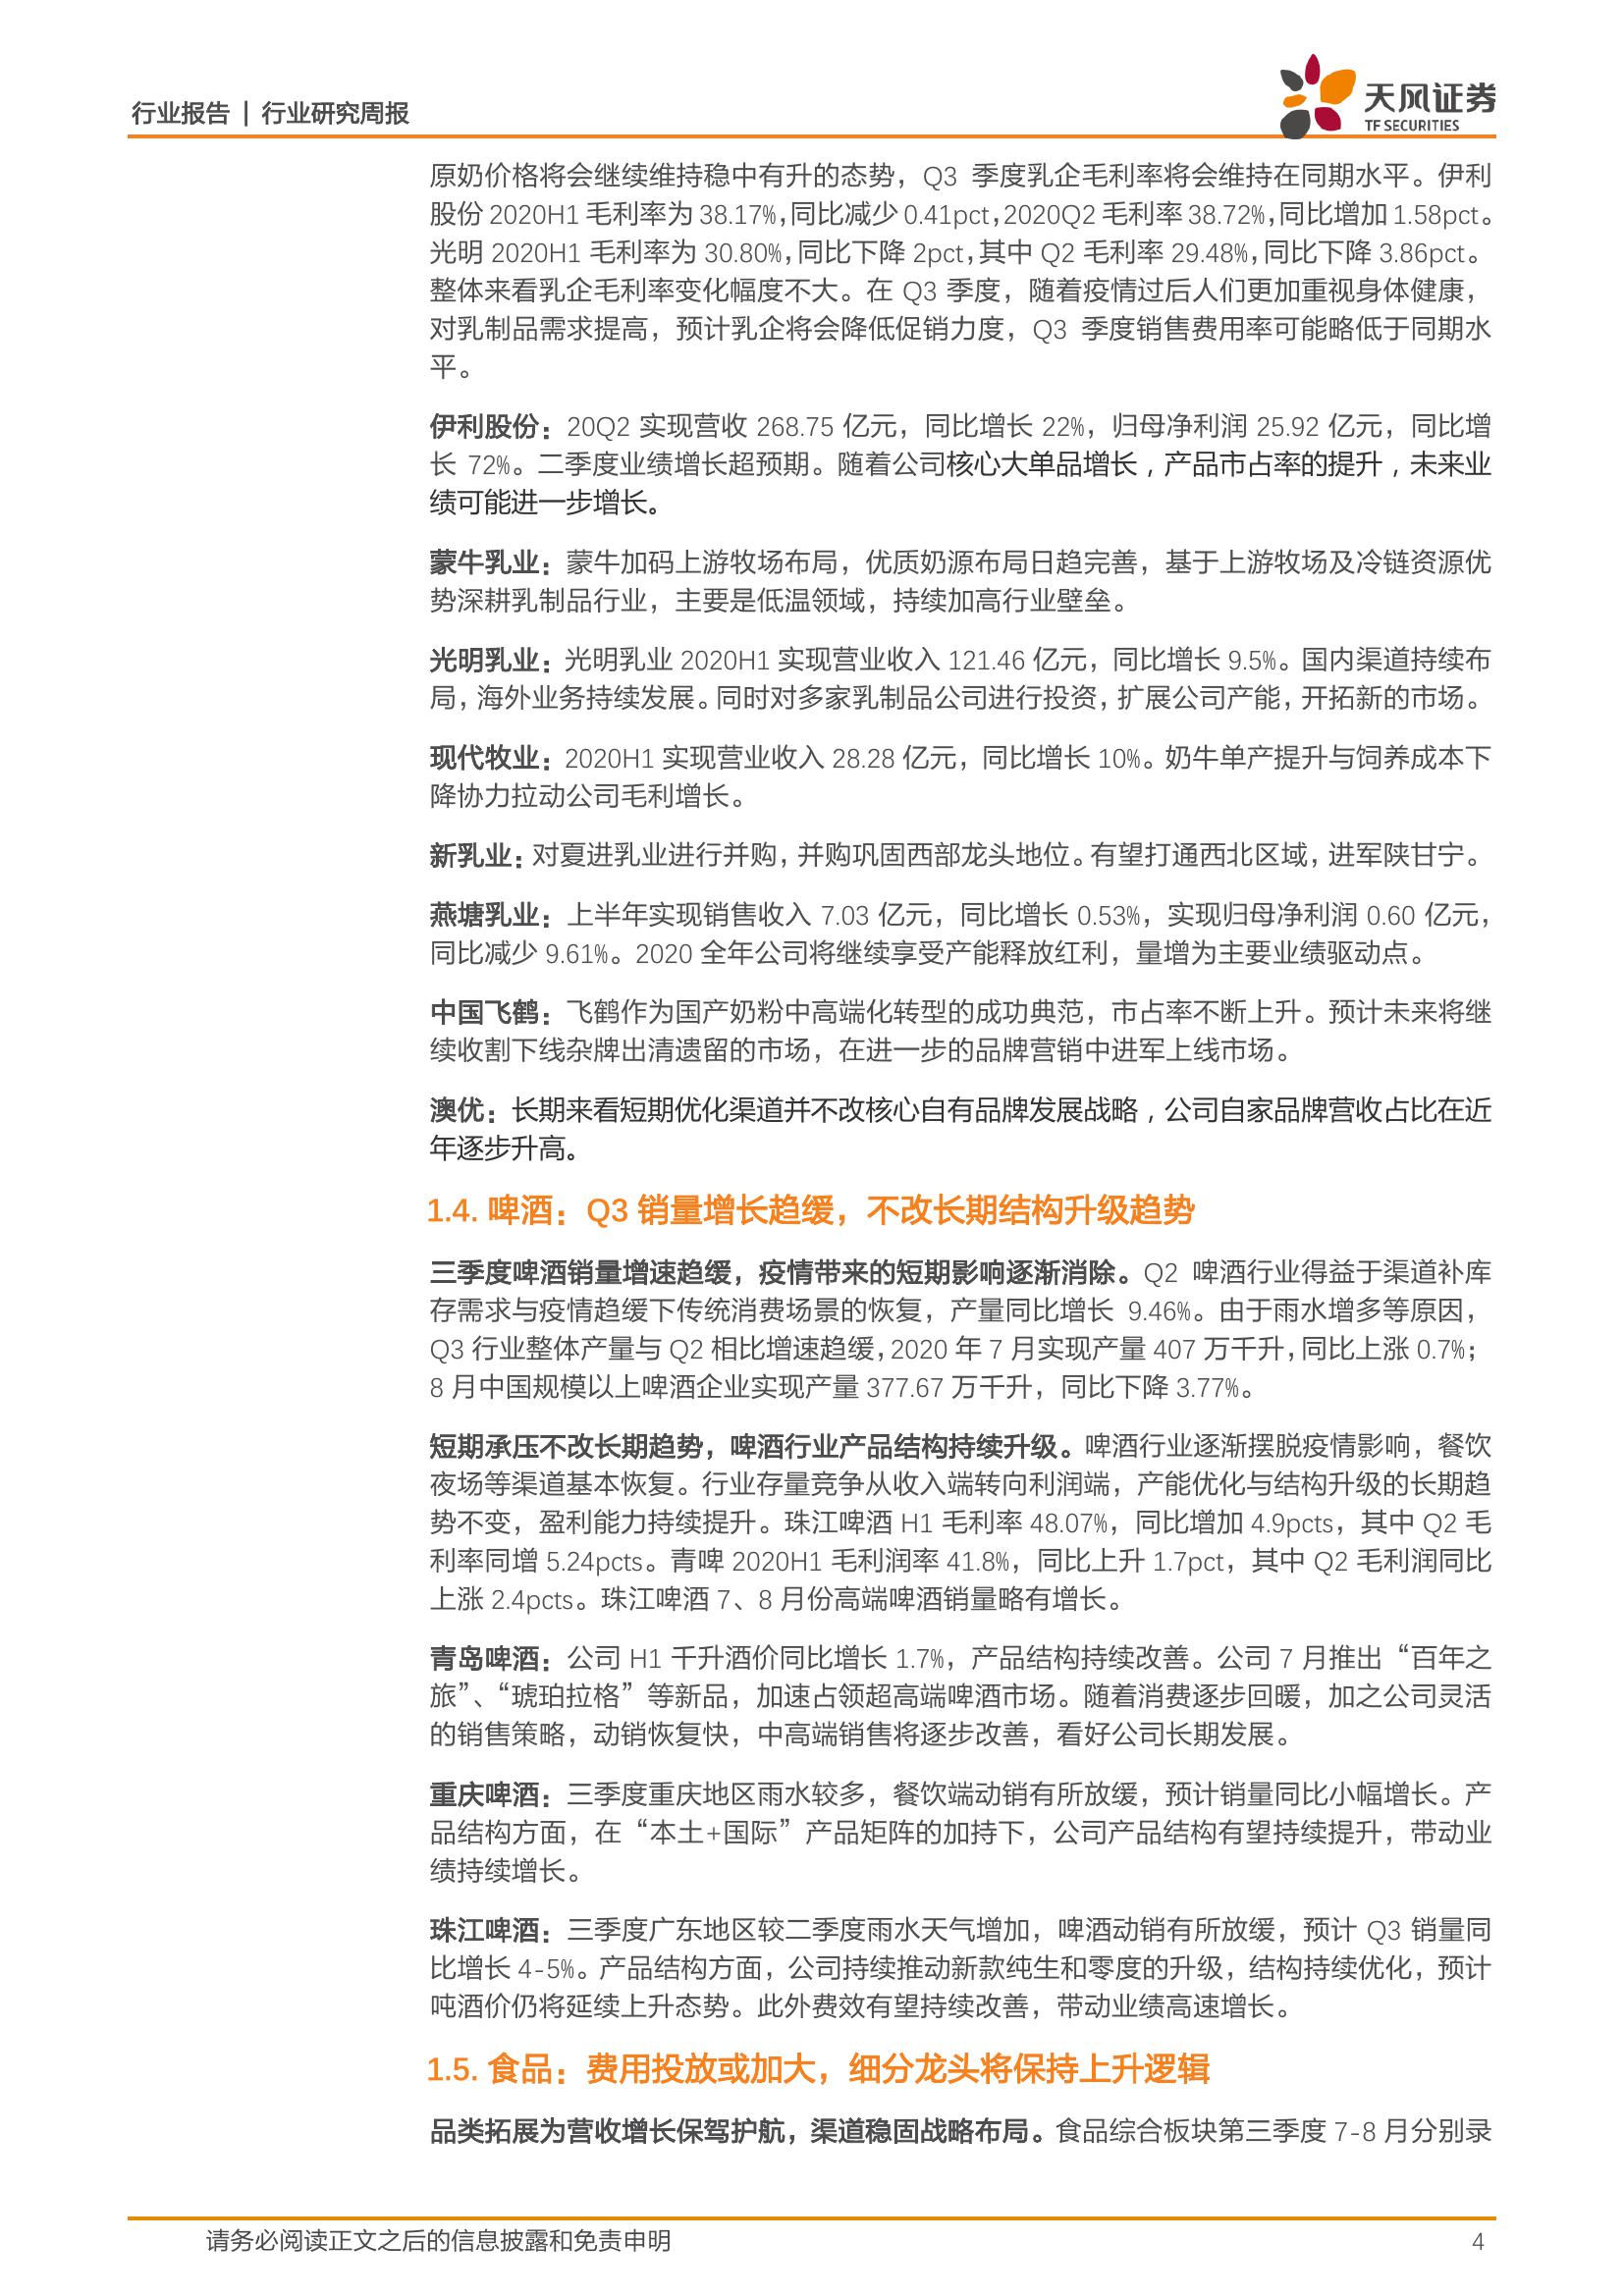 行业报告 | 行业研究周报
天风证券
TF SECURITIES
原奶价格将会继续维持稳中有升的态势，Q3 季度乳企毛利率将会维持在同期水平。伊利
股份 2020H1 毛利率为 38.17%，同比减少 0.41pct，2020Q2 毛利率 38.72%，同比增加 1.58pct。
光明 2020H1 毛利率为 30.80%，同比下降 2pct，其中 Q2 毛利率 29.48%，同比下降 3.86pct。
整体来看乳企毛利率变化幅度不大。在 Q3 季度，随着疫情过后人们更加重视身体健康，
对乳制品需求提高，预计乳企将会降低促销力度，Q3 季度销售费用率可能略低于同期水
平。
伊利股份：20Q2 实现营收 268.75 亿元，同比增长 22%，归母净利润 25.92 亿元，同比增
长 72%。二季度业绩增长超预期。随着公司核心大单品增长，产品市占率的提升，未来业
绩可能进一步增长。
蒙牛乳业：蒙牛加码上游牧场布局，优质奶源布局日趋完善，基于上游牧场及冷链资源优
势深耕乳制品行业，主要是低温领域，持续加高行业壁垒。
光明乳业：光明乳业 2020H1 实现营业收入 121.46 亿元，同比增长 9.5%。国内渠道持续布
局，海外业务持续发展。同时对多家乳制品公司进行投资，扩展公司产能，开拓新的市场。
现代牧业：2020H1 实现营业收入 28.28 亿元，同比增长 10%。奶牛单产提升与饲养成本下
降协力拉动公司毛利增长。
新乳业：对夏进乳业进行并购，并购巩固西部龙头地位。有望打通西北区域，进军陕甘宁。
燕塘乳业：上半年实现销售收入 7.03 亿元，同比增长 0.53%，实现归母净利润 0.60 亿元，
同比减少 9.61%。2020 全年公司将继续享受产能释放红利，量增为主要业绩驱动点。
中国飞鹤：飞鹤作为国产奶粉中高端化转型的成功典范，市占率不断上升。预计未来将继
续收割下线杂牌出清遗留的市场，在进一步的品牌营销中进军上线市场。
澳优：长期来看短期优化渠道并不改核心自有品牌发展战略，公司自家品牌营收占比在近
年逐步升高。
1.4. 啤酒：Q3 销量增长趋缓，不改长期结构升级趋势
三季度啤酒销量增速趋缓，疫情带来的短期影响逐渐消除。Q2 啤酒行业得益于渠道补库
存需求与疫情趋缓下传统消费场景的恢复，产量同比增长 9.46%。由于雨水增多等原因，
Q3 行业整体产量与 Q2 相比增速趋缓，2020 年 7 月实现产量 407 万千升，同比上涨 0.7%；
8 月中国规模以上啤酒企业实现产量 377.67 万千升，同比下降 3.77%。
短期承压不改长期趋势，啤酒行业产品结构持续升级。啤酒行业逐渐摆脱疫情影响，餐饮
夜场等渠道基本恢复。行业存量竞争从收入端转向利润端，产能优化与结构升级的长期趋
势不变，盈利能力持续提升。珠江啤酒 H1 毛利率 48.07%，同比增加 4.9pcts，其中 Q2 毛
利率同增 5.24pcts。青啤 2020H1 毛利润率 41.8%，同比上升 1.7pct，其中 Q2 毛利润同比
上涨 2.4pcts。珠江啤酒 7、8 月份高端啤酒销量略有增长。
青岛啤酒：公司 H1 千升酒价同比增长 1.7%，产品结构持续改善。公司 7 月推出“百年之
旅”、“琥珀拉格”等新品，加速占领超高端啤酒市场。随着消费逐步回暖，加之公司灵活
的销售策略，动销恢复快，中高端销售将逐步改善，看好公司长期发展。
重庆啤酒：三季度重庆地区雨水较多，餐饮端动销有所放缓，预计销量同比小幅增长。产
品结构方面，在“本土+国际”产品矩阵的加持下，公司产品结构有望持续提升，带动业
绩持续增长。
珠江啤酒：三季度广东地区较二季度雨水天气增加，啤酒动销有所放缓，预计 Q3 销量同
比增长 4-5%。产品结构方面，公司持续推动新款纯生和零度的升级，结构持续优化，预计
吨酒价仍将延续上升态势。此外费效有望持续改善，带动业绩高速增长。
1.5. 食品：费用投放或加大，细分龙头将保持上升逻辑
品类拓展为营收增长保驾护航，渠道稳固战略布局。食品综合板块第三季度 7-8 月分别录
请务必阅读正文之后的信息披露和免责申明
4